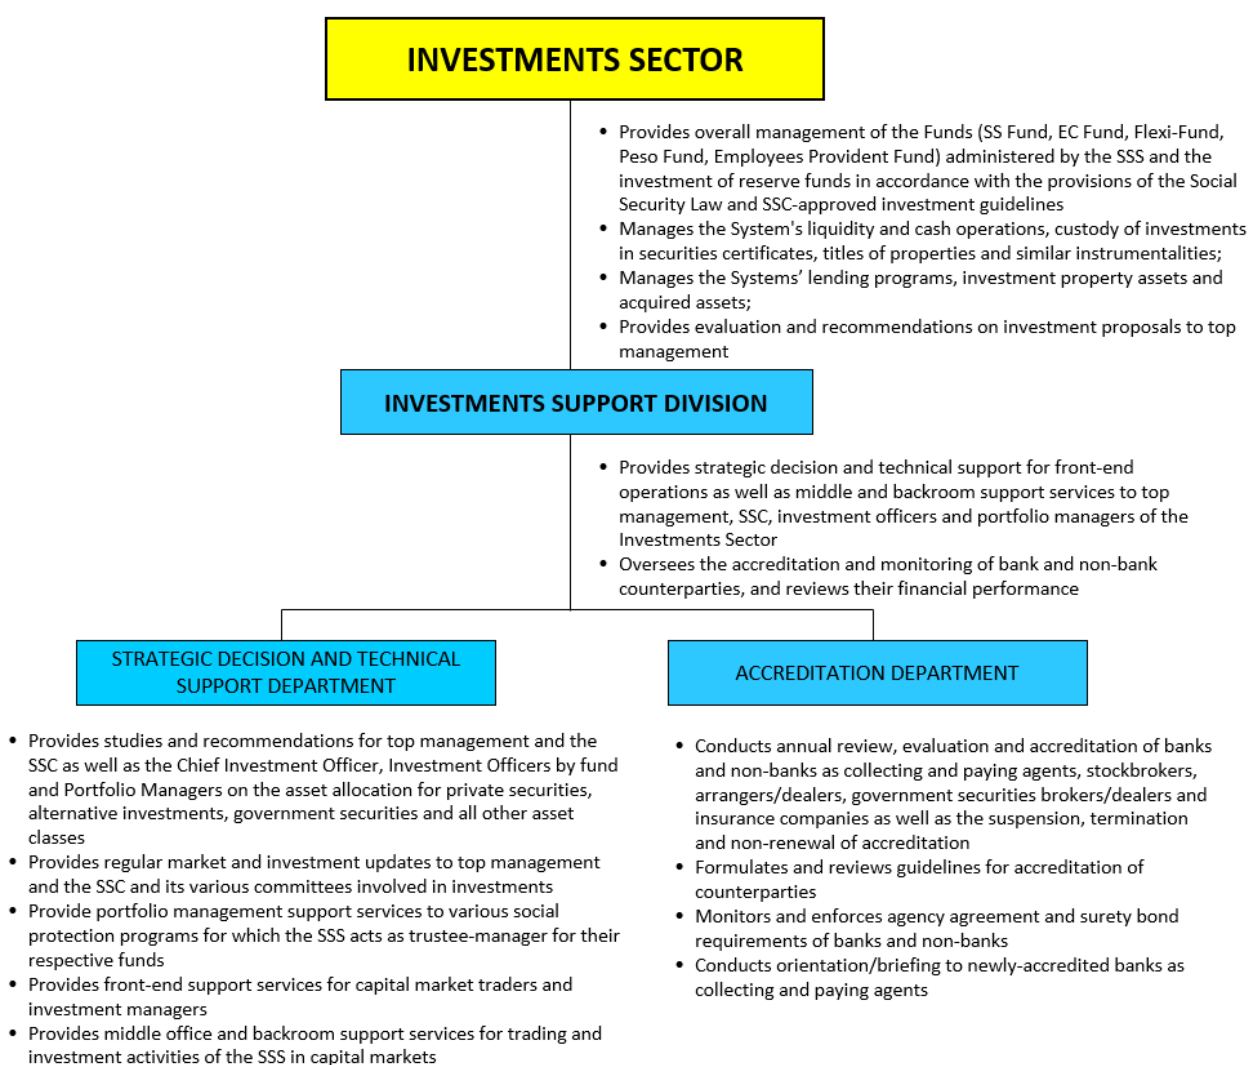 INVESTMENTS SECTOR
• Provides overall management of the Funds (SS Fund, EC Fund, Flexi-Fund,
Peso Fund, Employees Provident Fund) administered by the SSS and the
investment of reserve funds in accordance with the provisions of the Social
Security Law and SSC-approved investment guidelines
• Manages the System's liquidity and cash operations, custody of investments
in securities certificates, titles of properties and similar instrumentalities;
• Manages the Systems’ lending programs, investment property assets and
acquired assets;
• Provides evaluation and recommendations on investment proposals to top
management
INVESTMENTS SUPPORT DIVISION
• Provides strategic decision and technical support for front-end
operations as well as middle and backroom support services to top
management, SSC, investment officers and portfolio managers of the
Investments Sector
• Oversees the accreditation and monitoring of bank and non-bank
counterparties, and reviews their financial performance
STRATEGIC DECISION AND TECHNICAL
SUPPORT DEPARTMENT
• Provides studies and recommendations for top management and the
SSC as well as the Chief Investment Officer, Investment Officers by fund
and Portfolio Managers on the asset allocation for private securities,
alternative investments, government securities and all other asset
classes
• Provides regular market and investment updates to top management
and the SSC and its various committees involved in investments
• Provide portfolio management support services to various social
protection programs for which the SSS acts as trustee-manager for their
respective funds
• Provides front-end support services for capital market traders and
investment managers
• Provides middle office and backroom support services for trading and
investment activities of the SSS in capital markets
ACCREDITATION DEPARTMENT
• Conducts annual review, evaluation and accreditation of banks
and non-banks as collecting and paying agents, stockbrokers,
arrangers/dealers, government securities brokers/dealers and
insurance companies as well as the suspension, termination
and non-renewal of accreditation
• Formulates and reviews guidelines for accreditation of
counterparties
• Monitors and enforces agency agreement and surety bond
requirements of banks and non-banks
• Conducts orientation/briefing to newly-accredited banks as
collecting and paying agents